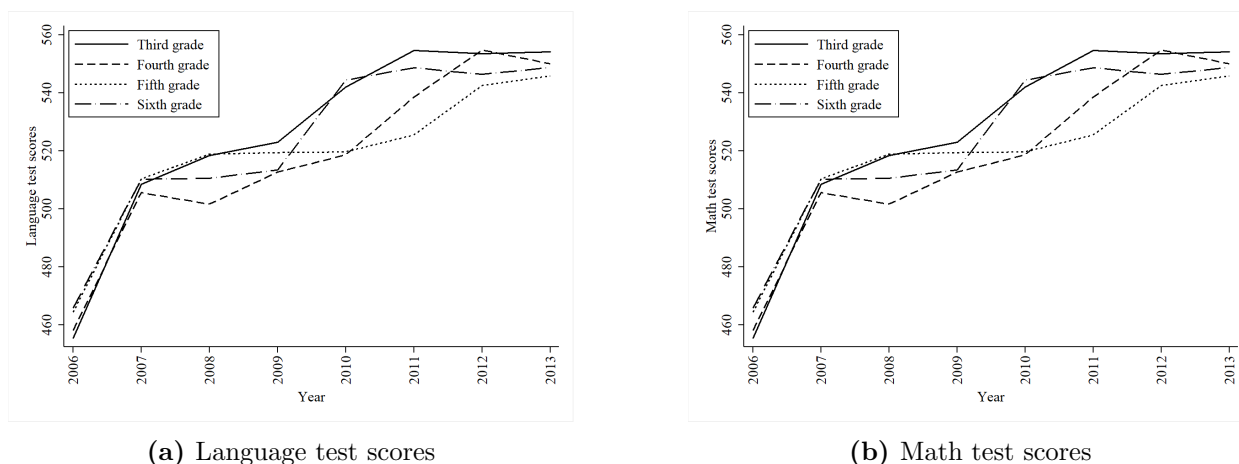 Third grade
Fourth grade
Fifth grade
Sixth grade
Language test scores
560
540
520
500
480
460
2006
2007
2008
2009
2010
2011
2012
2013
Year
(a) Language test scores
Third grade
Fourth grade
Fifth grade
Sixth grade
Math test scores
560
540
520
500
480
460
2006
2007
2008
2009
2010
2011
2012
2013
Year
(b) Math test scores